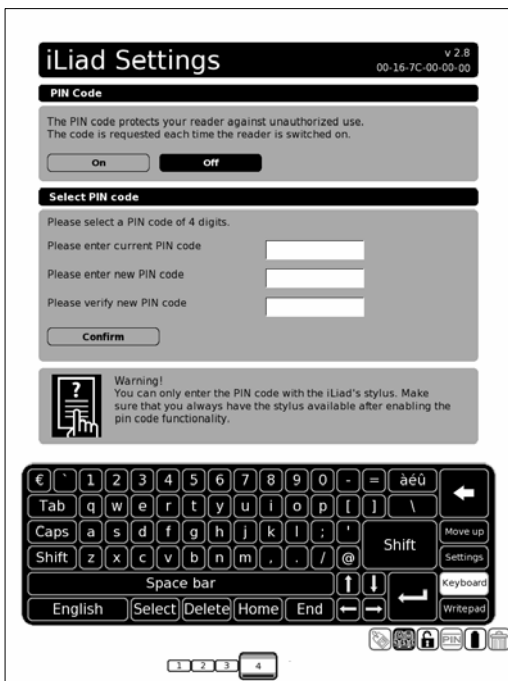 iLiad Settings
v 2.8
00-16-7C-00-00-00
PIN Code
The PIN code protects your reader against unauthorized use.
The code is requested each time the reader is switched on.
On Off
Select PIN code
Please select a PIN code of 4 digits.
Please enter current PIN code
Please enter new PIN code
Please verify new PIN code
Confirm
?
Warning!
You can only enter the PIN code with the iLiad's stylus. Make
sure that you always have the stylus available after enabling the
pin code functionality.
€ ` 1 2 3 4 5 6 7 8 9 0 - = àéû
Tab q w e r t y u i o p [ ] \
Caps a s d f g h j k l ; ' Shift Move up
Shift z x c v b n m , . / @ Settings
Space bar Keyboard
English Select Delete Home End Writepad
PIN
1 2 3 4